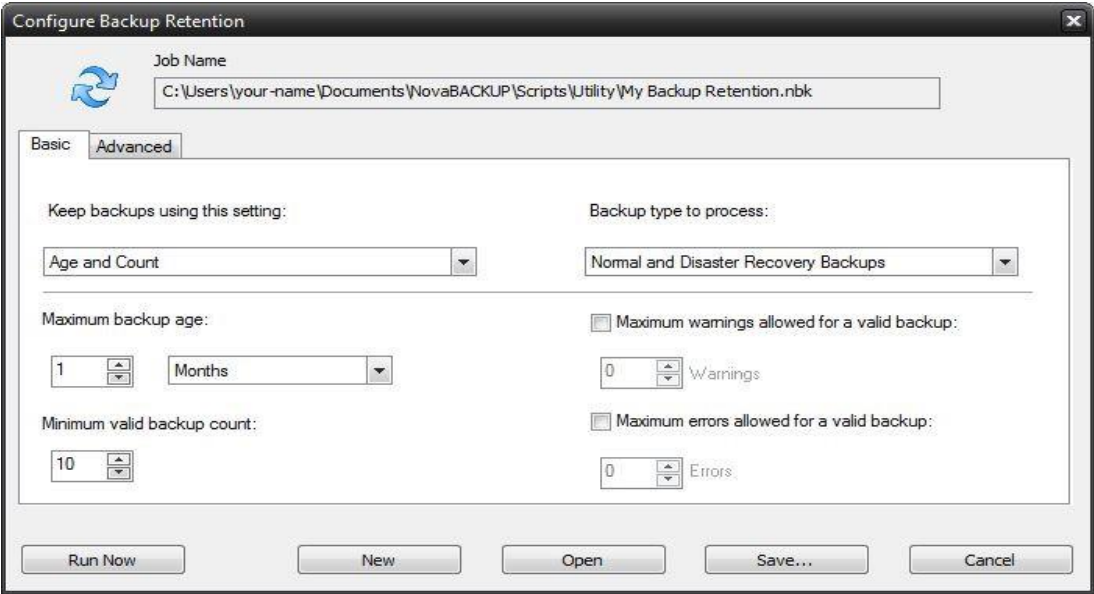 Configure Backup Retention
Job Name
C:\Users\your-name\Documents\NovaBACKUP\Scripts\Utility\My Backup Retention.nbk
Basic
Advanced
Keep backups using this setting:
Backup type to process:
Age and Count
Normal and Disaster Recovery Backups
Maximum backup age:
Maximum warnings allowed for a valid backup:
1
Months
0
Warnings
Minimum valid backup count:
Maximum errors allowed for a valid backup:
10
0
Errors
Run Now
New
Open
Save...
Cancel